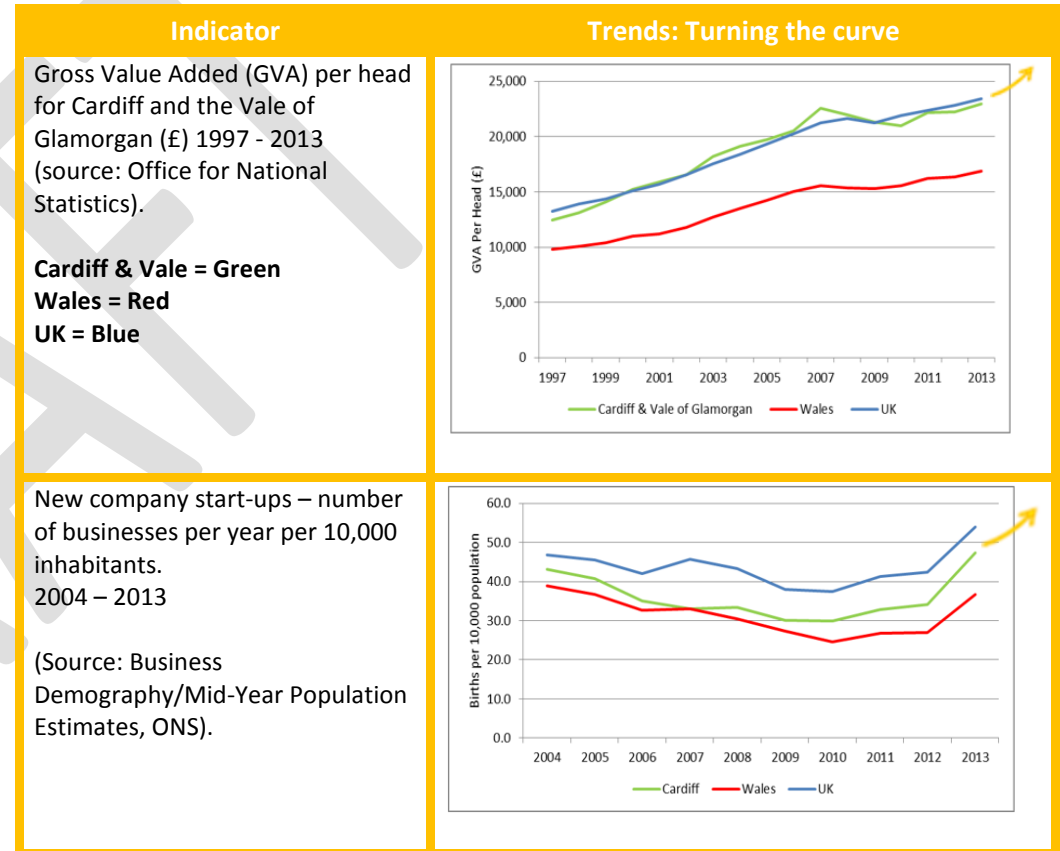 Indicator
Trends: Turning the curve
Gross Value Added (GVA) per head
for Cardiff and the Vale of
Glamorgan (£) 1997 - 2013
(source: Office for National
Statistics).
Cardiff & Vale = Green
Wales = Red
UK = Blue
GVA Per Head (£)
25,000
20,000
15,000
10,000
5,000
0
1997 1999 2001 2003 2005 2007 2009 2011 2013
Cardiff & Vale of Glamorgan Wales UK
New company start-ups – number
of businesses per year per 10,000
inhabitants.
2004 – 2013
(Source: Business
Demography/Mid-Year Population
Estimates, ONS).
Births per 10,000 population
60.0
50.0
40.0
30.0
20.0
10.0
0.0
2004 2005 2006 2007 2008 2009 2010 2011 2012 2013
Cardiff Wales UK